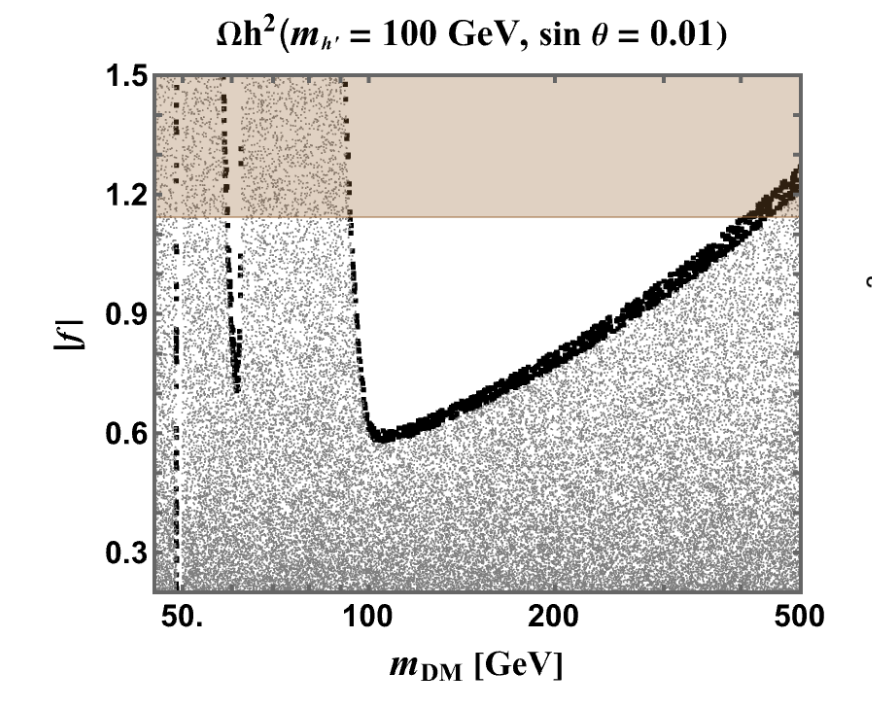 Ωh²(m_h′ = 100 GeV, sin θ = 0.01)
1.5
1.2
0.9
0.6
0.3
|f|
50. 100 200 500
m_DM [GeV]